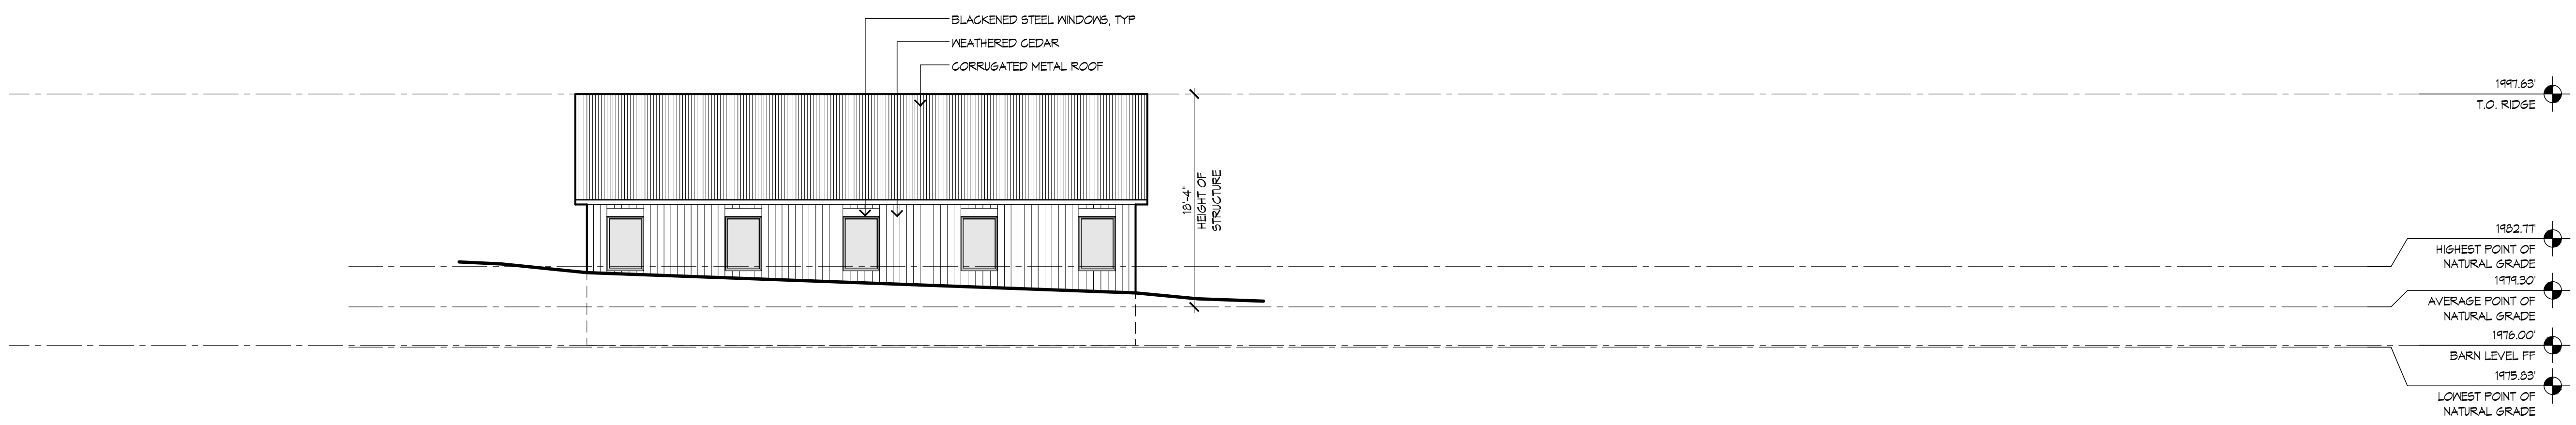 BLACKENED STEEL WINDOWS, TYP
WEATHERED CEDAR
CORRUGATED METAL ROOF
18'-4"
HEIGHT OF
STRUCTURE
1997.63'
T.O. RIDGE
1982.77'
HIGHEST POINT OF
NATURAL GRADE
1979.30'
AVERAGE POINT OF
NATURAL GRADE
1976.00'
BARN LEVEL FF
1975.83'
LOWEST POINT OF
NATURAL GRADE